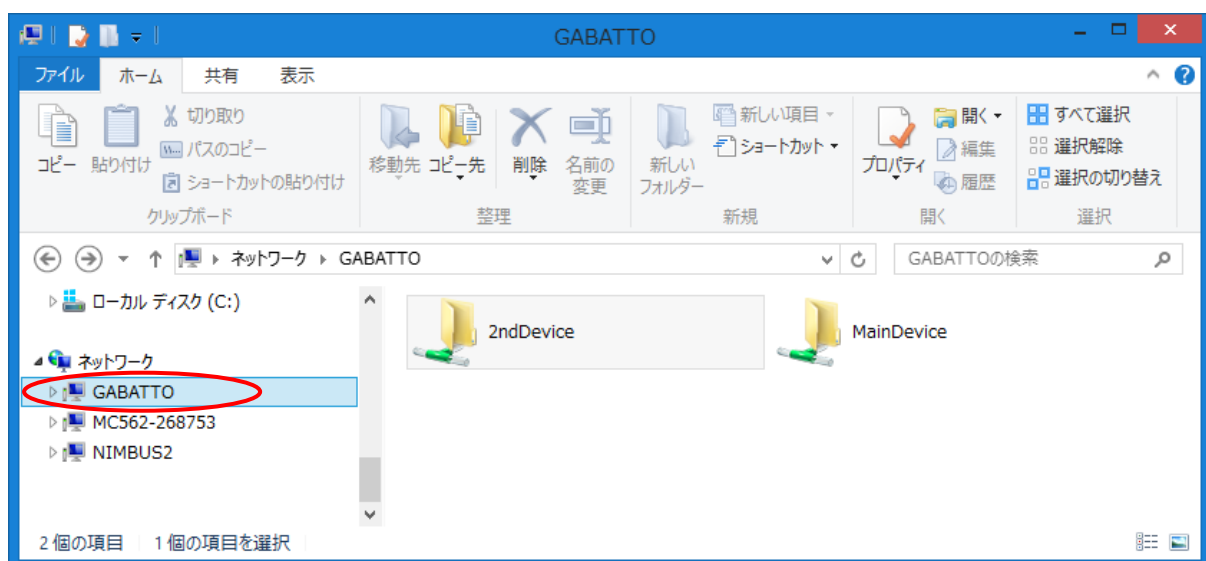 GABATTO
ファイル ホーム 共有 表示
コピー
貼り付け
切り取り
パスのコピー
ショートカットの貼り付け
クリップボード
移動先
コピー先
削除
名前の
変更
整理
新しい
フォルダー
新しい項目
ショートカット
新規
プロパティ
開く
編集
履歴
開く
すべて選択
選択解除
選択の切り替え
選択
ネットワーク GABATTO
GABATTOの検索
ローカル ディスク (C:)
ネットワーク
GABATTO
MC562-268753
NIMBUS2
2ndDevice
MainDevice
2 個の項目 1 個の項目を選択